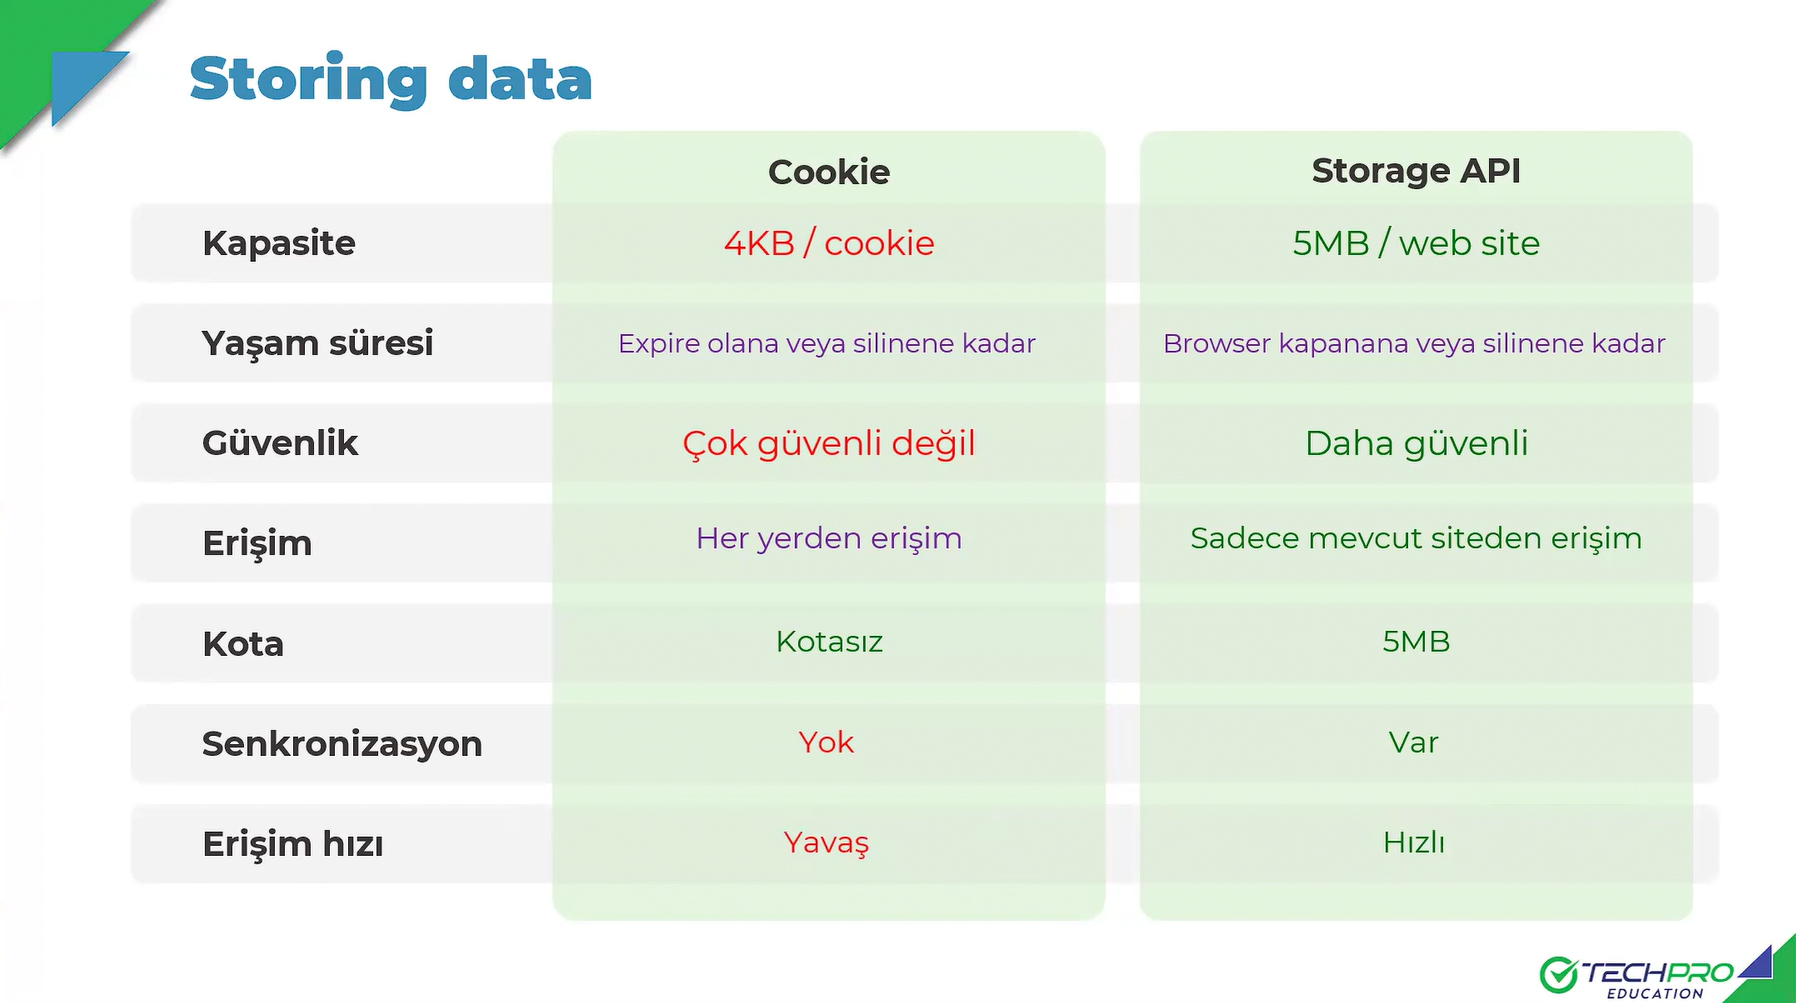 Storing data
Cookie
Storage API
Kapasite
4KB / cookie
5MB / web site
Yaşam süresi
Expire olana veya silinene kadar
Browser kapanana veya silinene kadar
Güvenlik
Çok güvenli değil
Daha güvenli
Erişim
Her yerden erişim
Sadece mevcut siteden erişim
Kota
Kotasız
5MB
Senkronizasyon
Yok
Var
Erişim hızı
Yavaş
Hızlı
TECHPRO
EDUCATION